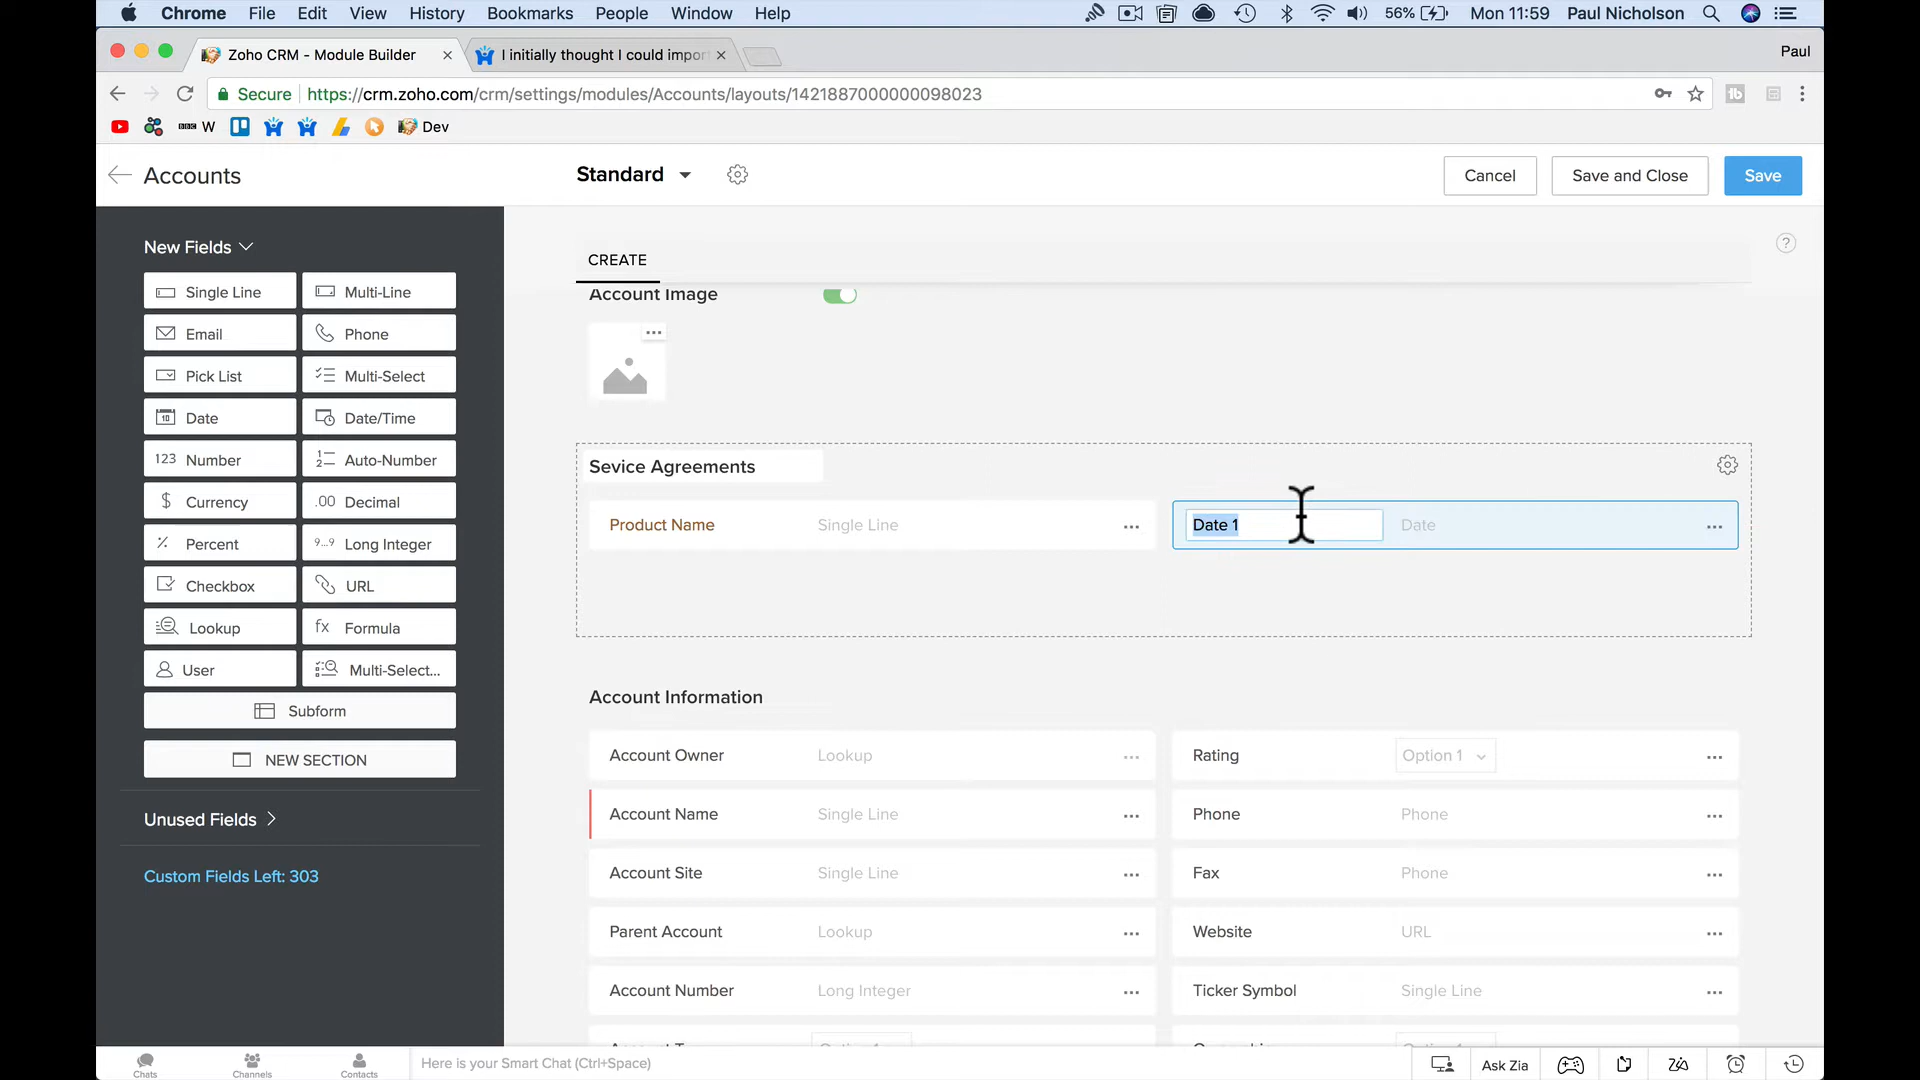 Chrome File Edit View History Bookmarks People Window Help 56% Mon 11:59 Paul Nicholson
Zoho CRM - Module Builder × I initially thought I could impor × Paul
Secure https://crm.zoho.com/crm/settings/modules/Accounts/layouts/1421887000000098023
BBC W Dev
Accounts Standard Cancel Save and Close Save
New Fields
Single Line Multi-Line
Email Phone
Pick List Multi-Select
10 Date Date/Time
123 Number Auto-Number
$ Currency .00 Decimal
% Percent 9...9 Long Integer
Checkbox URL
Lookup fx Formula
User Multi-Select...
Subform
NEW SECTION
Unused Fields
Custom Fields Left: 303
CREATE
Account Image
Sevice Agreements
Product Name Single Line Date 1 Date
Account Information
Account Owner Lookup Rating Option 1
Account Name Single Line Phone Phone
Account Site Single Line Fax Phone
Parent Account Lookup Website URL
Account Number Long Integer Ticker Symbol Single Line
Chats Channels Contacts Here is your Smart Chat (Ctrl+Space) Ask Zia